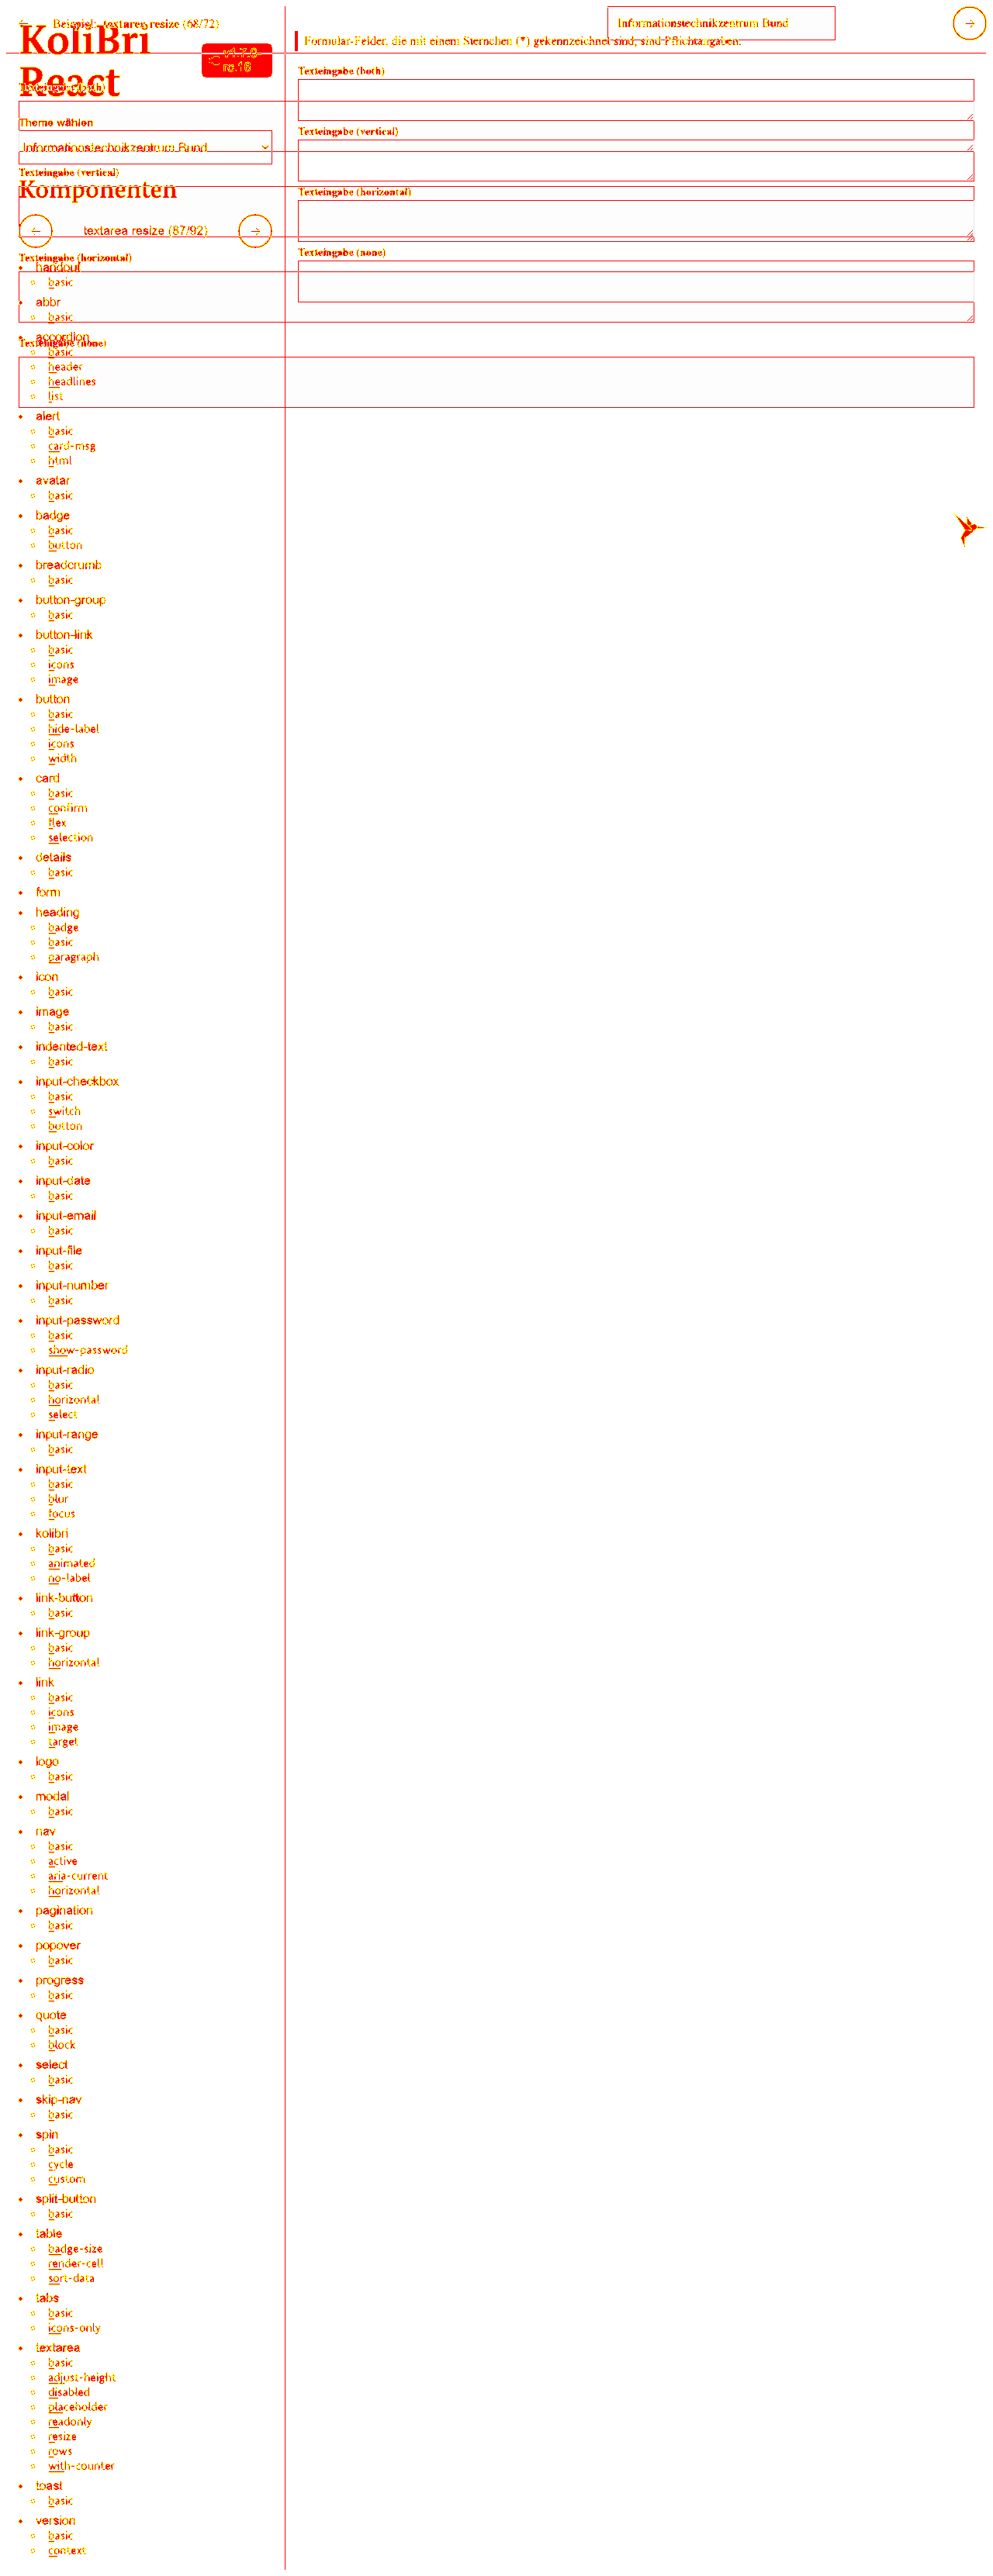 ← Beispiel: textarea resize (68/72)
Informationstechnikzentrum Bund
→
KoliBri
React
v1.7.0-
rc.16
Formular-Felder, die mit einem Sternchen (*) gekennzeichnet sind, sind Pflichtangaben.
Texteingabe (both)
Theme wählen
Texteingabe (vertical)
Informationstechnikzentrum Bund
Texteingabe (vertical)
Komponenten
Texteingabe (horizontal)
← textarea resize (87/92) →
Texteingabe (none)
Texteingabe (horizontal)
handout
basic
abbr
basic
accordion
Texteingabe (none)
basic
header
headlines
list
alert
basic
card-msg
html
avatar
basic
badge
basic
button
breadcrumb
basic
button-group
basic
button-link
basic
icons
image
button
basic
hide-label
icons
width
card
basic
confirm
flex
selection
details
basic
form
heading
badge
basic
paragraph
icon
basic
image
basic
indented-text
basic
input-checkbox
basic
switch
button
input-color
basic
input-date
basic
input-email
basic
input-file
basic
input-number
basic
input-password
basic
show-password
input-radio
basic
horizontal
select
input-range
basic
input-text
basic
blur
focus
kolibri
basic
animated
no-label
link-button
basic
link-group
basic
horizontal
link
basic
icons
image
target
logo
basic
modal
basic
nav
basic
active
aria-current
horizontal
pagination
basic
popover
basic
progress
basic
quote
basic
block
select
basic
skip-nav
basic
spin
basic
cycle
custom
split-button
basic
table
badge-size
render-cell
sort-data
tabs
basic
icons-only
textarea
basic
adjust-height
disabled
placeholder
readonly
resize
rows
with-counter
toast
basic
version
basic
context